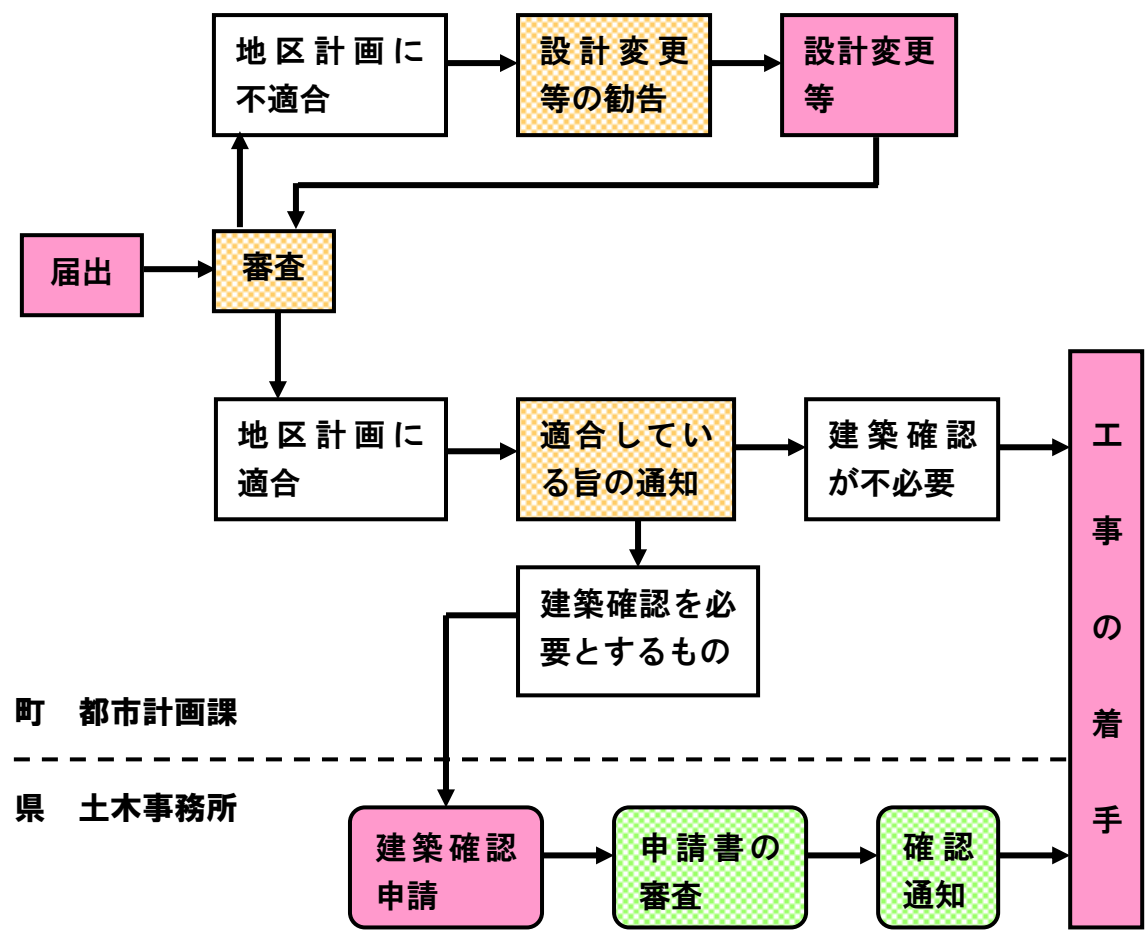 地区計画に
不適合
設計変更
等の勧告
設計変更
等
届出
審査
地区計画に
適合
適合してい
る旨の通知
建築確認
が不必要
工事の着手
建築確認を必
要とするもの
町 都市計画課
県 土木事務所
建築確認
申請
申請書の
審査
確認
通知